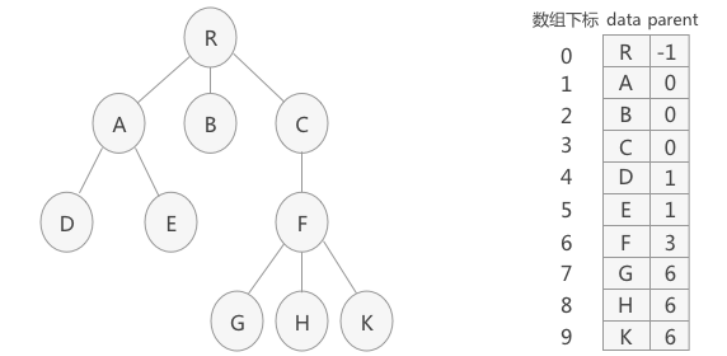 R
A B C
D E F
G H K
数组下标 data parent
0 R -1
1 A 0
2 B 0
3 C 0
4 D 1
5 E 1
6 F 3
7 G 6
8 H 6
9 K 6